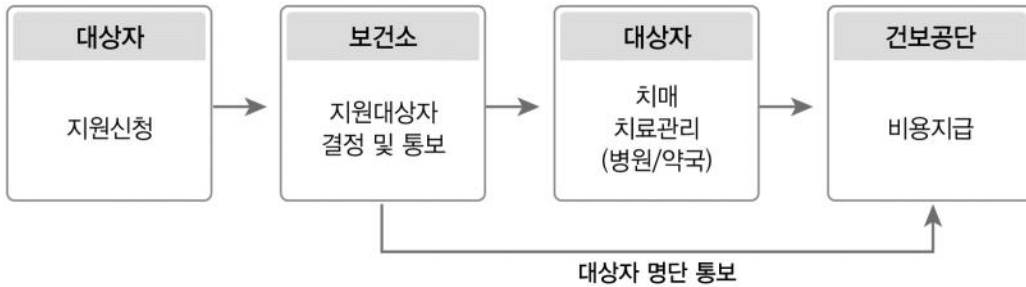 대상자
지원신청
보건소
지원대상자
결정 및 통보
대상자
치매
치료관리
(병원/약국)
건보공단
비용지급
대상자 명단 통보